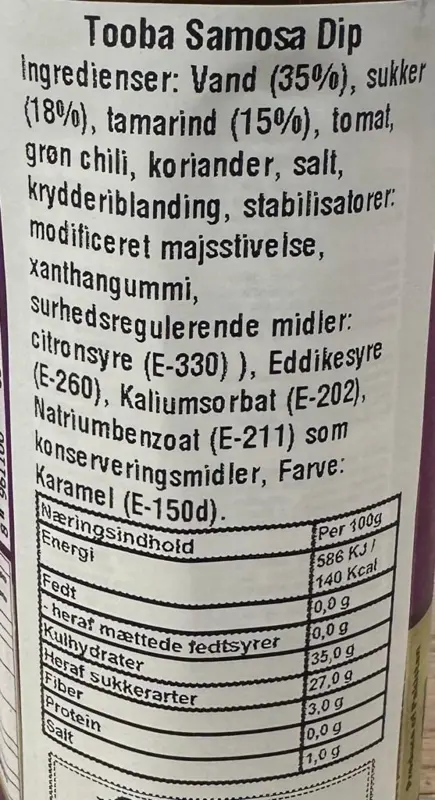 Tooba Samosa Dip
Ingredienser: Vand (35%), sukker
(18%), tamarind (15%), tomat,
grøn chili, koriander, salt,
krydderiblanding, stabilisatorer:
modificeret majsstivelse,
xanthangummi,
surhedsregulerende midler:
citronsyre (E-330) ), Eddikesyre
(E-260), Kaliumsorbat (E-202),
Natriumbenzoat (E-211) som
konserveringsmidler, Farve:
Karamel (E-150d).
Næringsindhold Per 100g
Energi 586 KJ /
140 Kcal
Fedt 0,0 g
- heraf mættede fedtsyrer 0,0 g
Kulhydrater 35,0 g
Heraf sukkerarter 27,0 g
Fiber 3,0 g
Protein 0,0 g
Salt 1,0 g